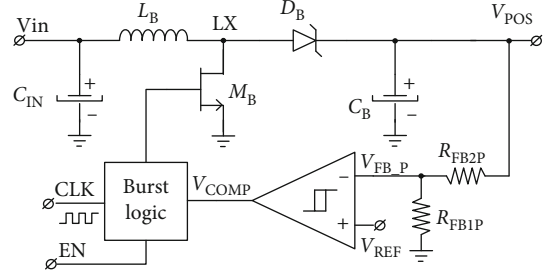 Vin
L_B
LX
D_B
V_POS
+
−
C_IN
M_B
+
−
C_B
CLK
Burst
logic
V_COMP
−
+
V_FB_P
R_FB2P
R_FB1P
V_REF
EN